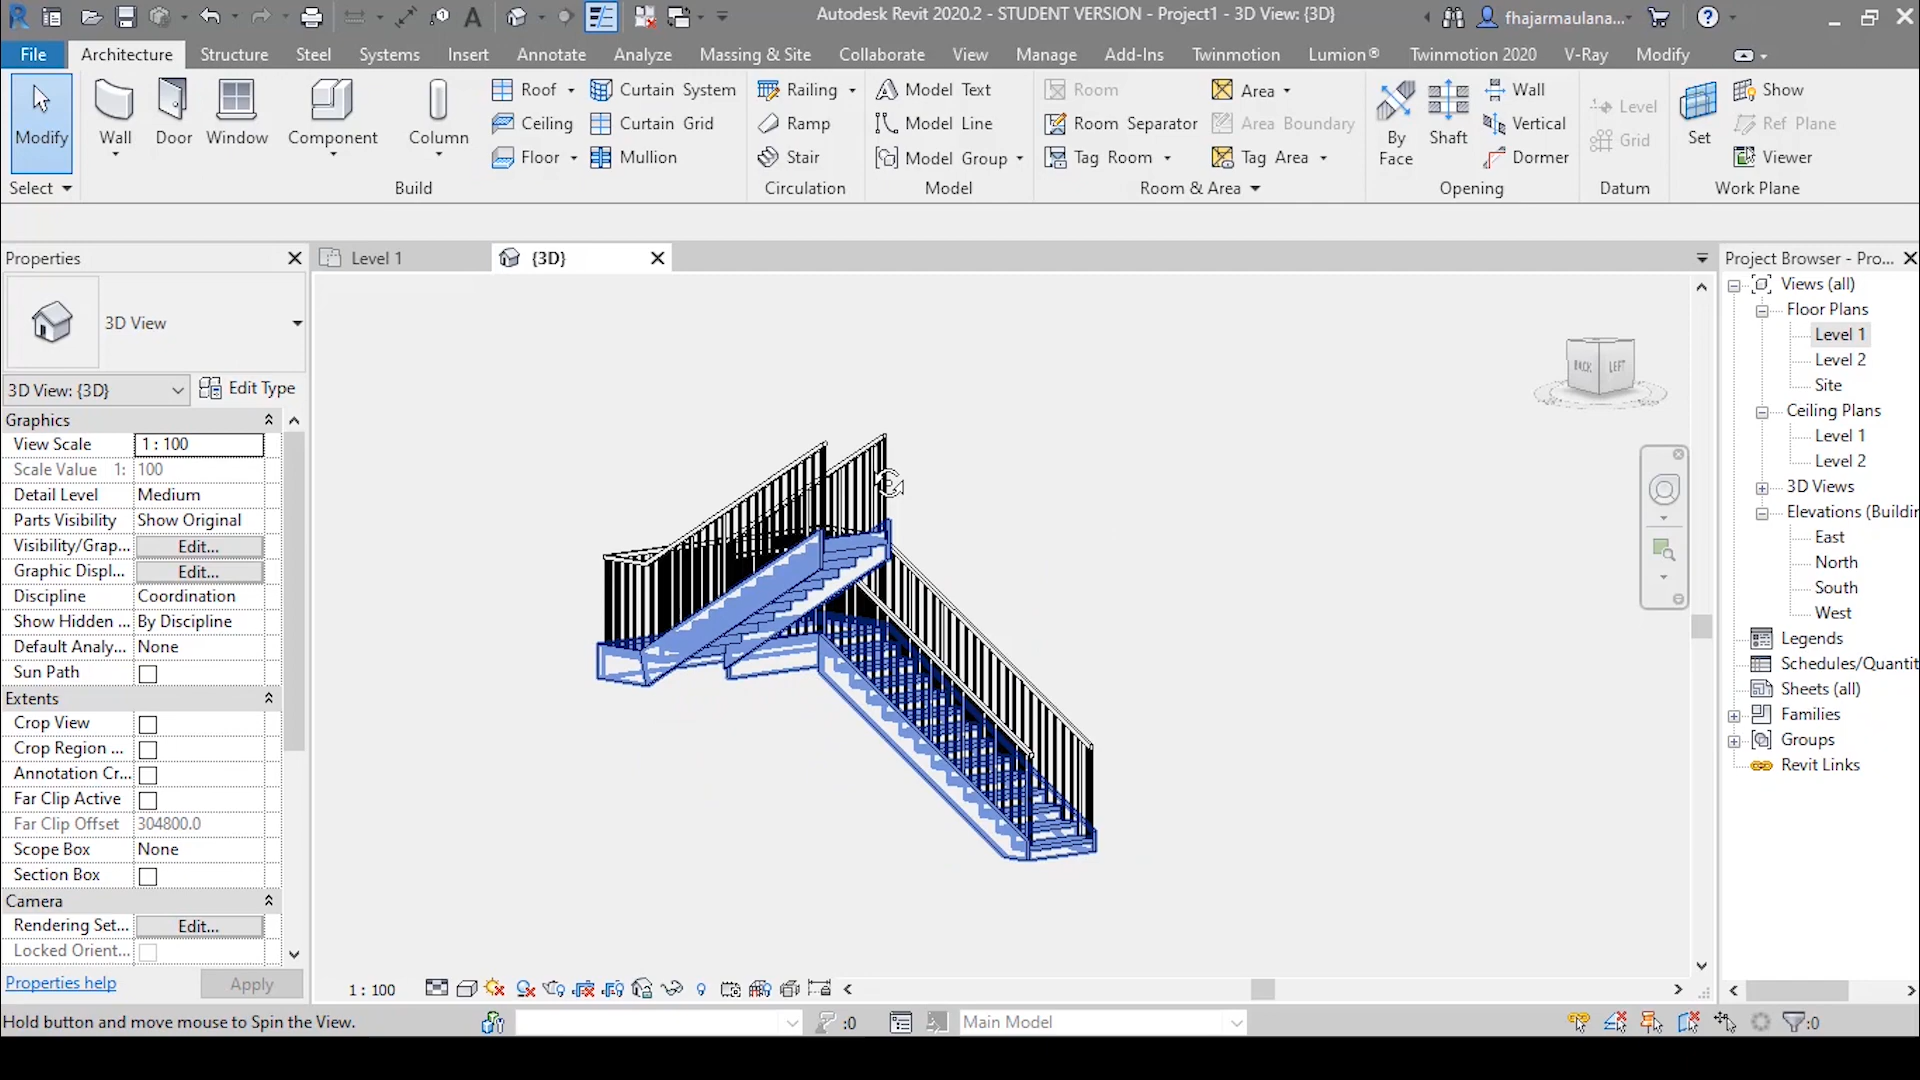 Autodesk Revit 2020.2 - STUDENT VERSION - Project1 - 3D View: {3D}
fhajarmaulana...
File Architecture Structure Steel Systems Insert Annotate Analyze Massing & Site Collaborate View Manage Add-Ins Twinmotion Lumion® Twinmotion 2020 V-Ray Modify
Modify
Wall
Door
Window
Component
Column
Roof
Ceiling
Floor
Curtain System
Curtain Grid
Mullion
Railing
Ramp
Stair
Model Text
Model Line
Model Group
Room
Room Separator
Tag Room
Area
Area Boundary
Tag Area
By
Face
Shaft
Wall
Vertical
Dormer
Level
Grid
Set
Show
Ref Plane
Viewer
Select
Build
Circulation
Model
Room & Area
Opening
Datum
Work Plane
Properties
3D View
3D View: {3D}
Edit Type
Graphics
View Scale 1 : 100
Scale Value 1: 100
Detail Level Medium
Parts Visibility Show Original
Visibility/Grap... Edit...
Graphic Displ... Edit...
Discipline Coordination
Show Hidden ... By Discipline
Default Analy... None
Sun Path
Extents
Crop View
Crop Region ...
Annotation Cr...
Far Clip Active
Far Clip Offset 304800.0
Scope Box None
Section Box
Camera
Rendering Set... Edit...
Locked Orient...
Properties help
Apply
Level 1
{3D}
BACK LEFT
1 : 100
Project Browser - Pro...
Views (all)
Floor Plans
Level 1
Level 2
Site
Ceiling Plans
Level 1
Level 2
3D Views
Elevations (Buildin
East
North
South
West
Legends
Schedules/Quantit
Sheets (all)
Families
Groups
Revit Links
Hold button and move mouse to Spin the View.
:0
Main Model
:0